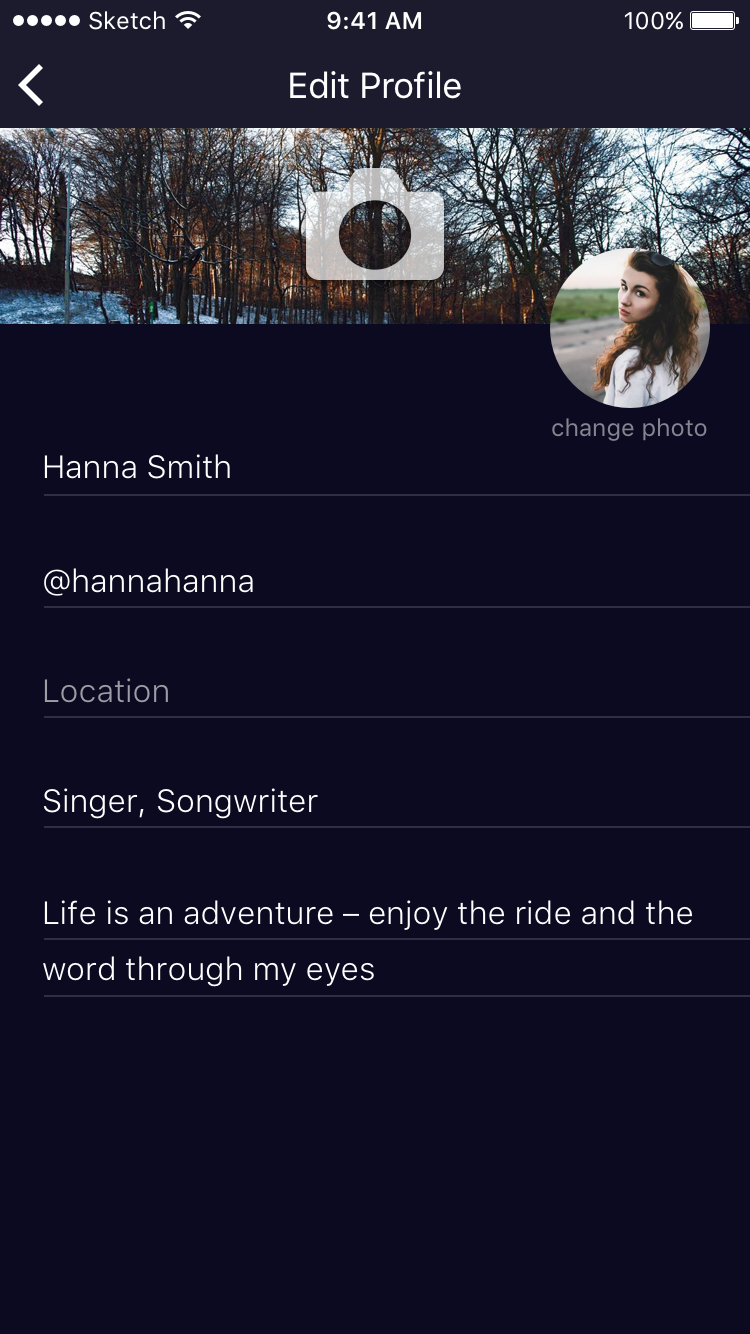 Sketch 9:41 AM 100%
Edit Profile
change photo
Hanna Smith
@hannahanna
Location
Singer, Songwriter
Life is an adventure – enjoy the ride and the
word through my eyes